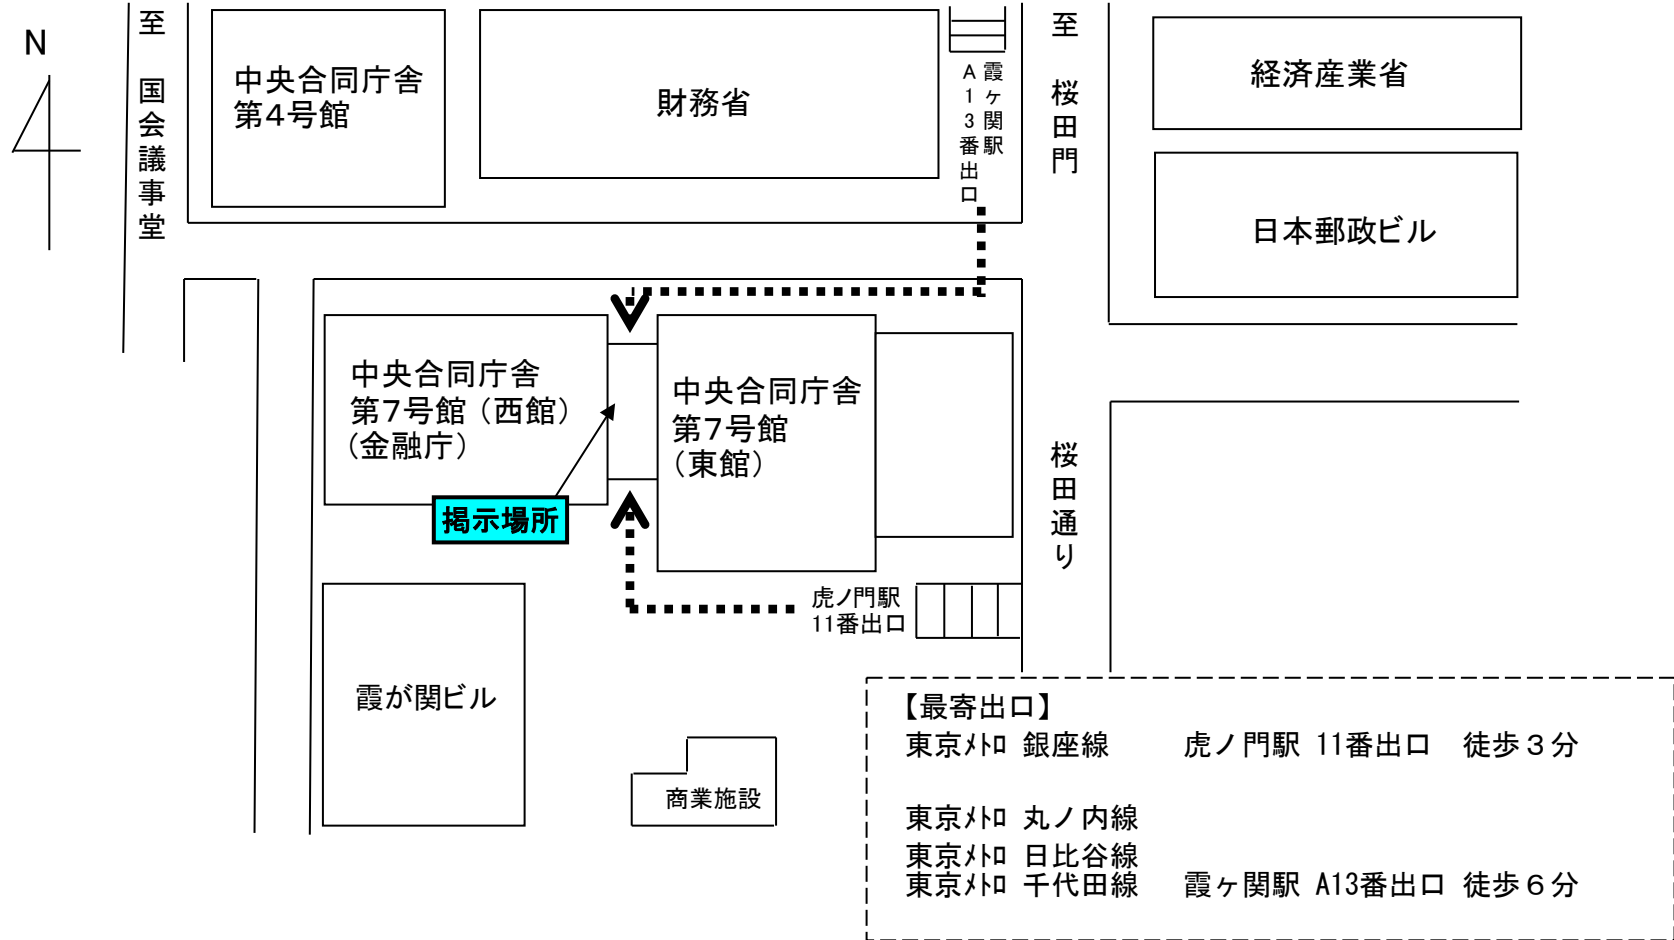 N
至　国会議事堂
中央合同庁舎
第4号館
財務省
霞ヶ関駅
A13番出口
至　桜田門
経済産業省
日本郵政ビル
中央合同庁舎
第7号館（西館）
（金融庁）
中央合同庁舎
第7号館
（東館）
掲示場所
桜田通り
虎ノ門駅
11番出口
霞が関ビル
商業施設
【最寄出口】
東京ﾒﾄﾛ 銀座線　　虎ノ門駅 11番出口　徒歩３分
東京ﾒﾄﾛ 丸ノ内線
東京ﾒﾄﾛ 日比谷線
東京ﾒﾄﾛ 千代田線　　霞ヶ関駅 A13番出口 徒歩６分